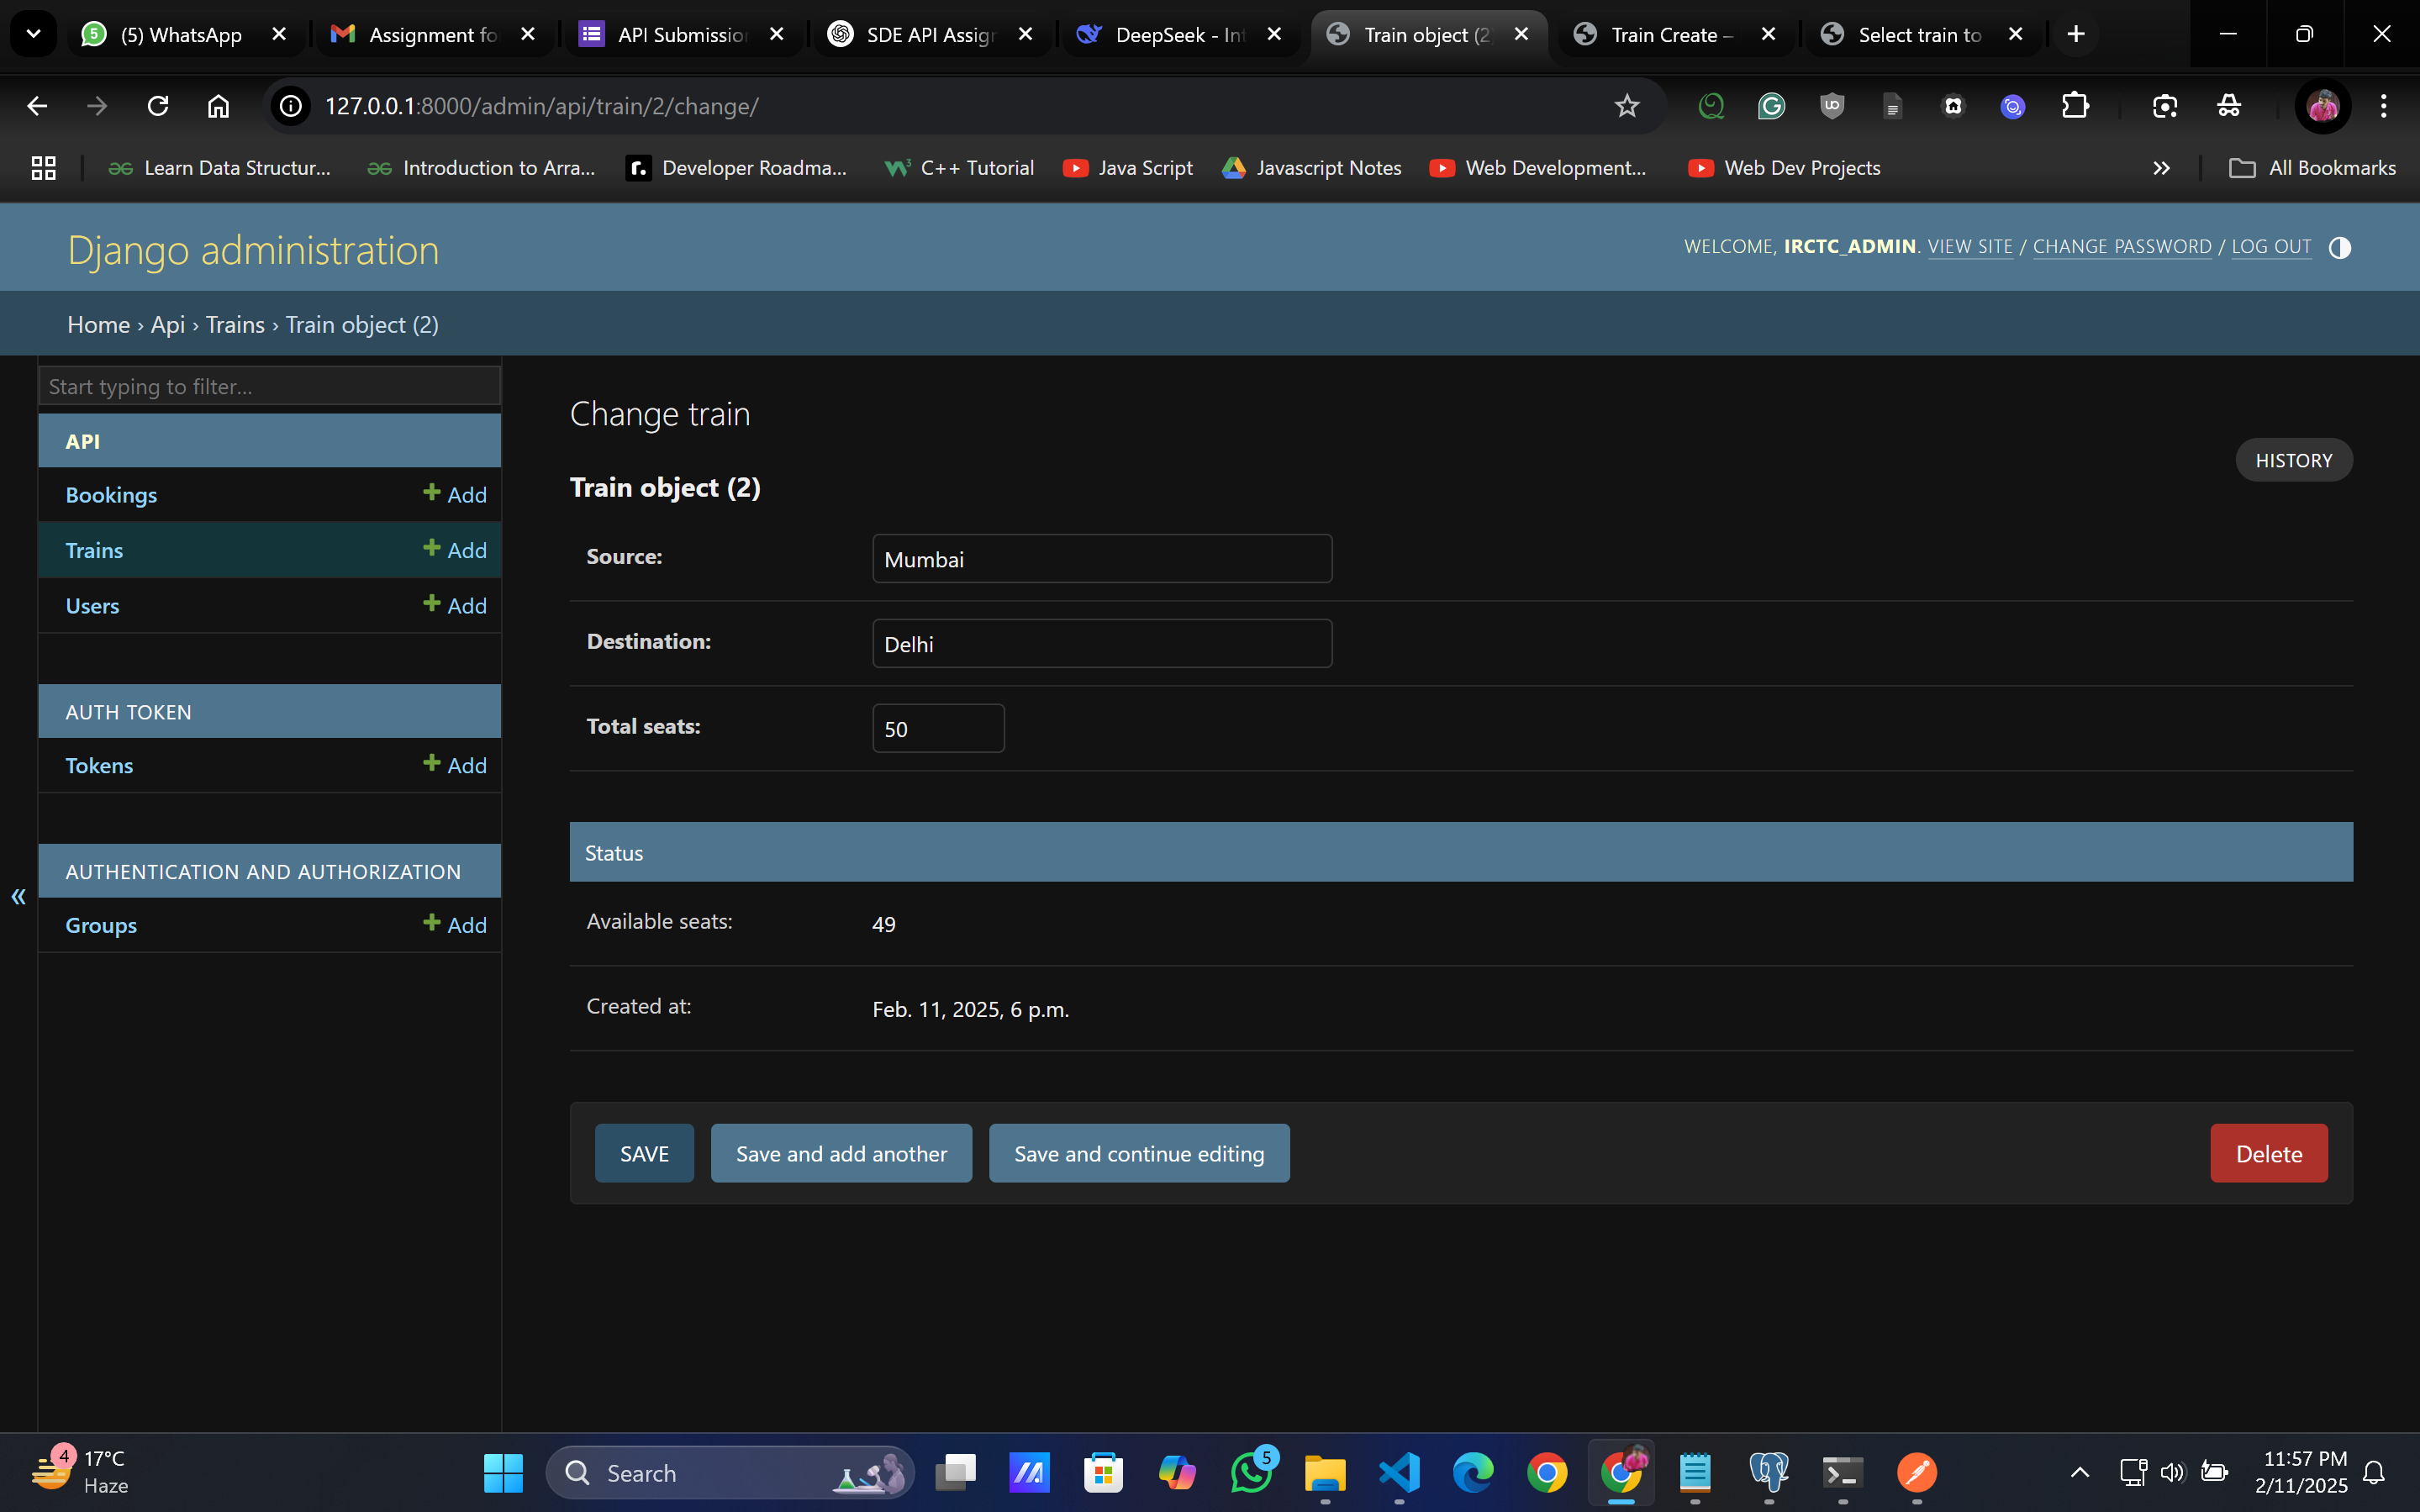 (5) WhatsApp
Assignment fo
API Submissio
SDE API Assig
DeepSeek - Int
Train object (2
Train Create –
Select train to
127.0.0.1:8000/admin/api/train/2/change/
Learn Data Structur...
Introduction to Arra...
Developer Roadma...
C++ Tutorial
Java Script
Javascript Notes
Web Development...
Web Dev Projects
All Bookmarks
Django administration
WELCOME, IRCTC_ADMIN. VIEW SITE / CHANGE PASSWORD / LOG OUT
Home › Api › Trains › Train object (2)
Start typing to filter...
API
Bookings + Add
Trains + Add
Users + Add
AUTH TOKEN
Tokens + Add
AUTHENTICATION AND AUTHORIZATION
Groups + Add
«
Change train
HISTORY
Train object (2)
Source: Mumbai
Destination: Delhi
Total seats: 50
Status
Available seats: 49
Created at: Feb. 11, 2025, 6 p.m.
SAVE
Save and add another
Save and continue editing
Delete
4
17°C
Haze
Search
5
11:57 PM
2/11/2025